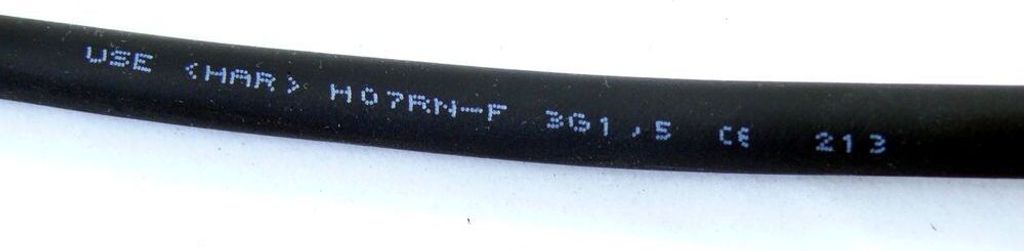 USE <HAR> H07RN-F 3G1,5 CE 213